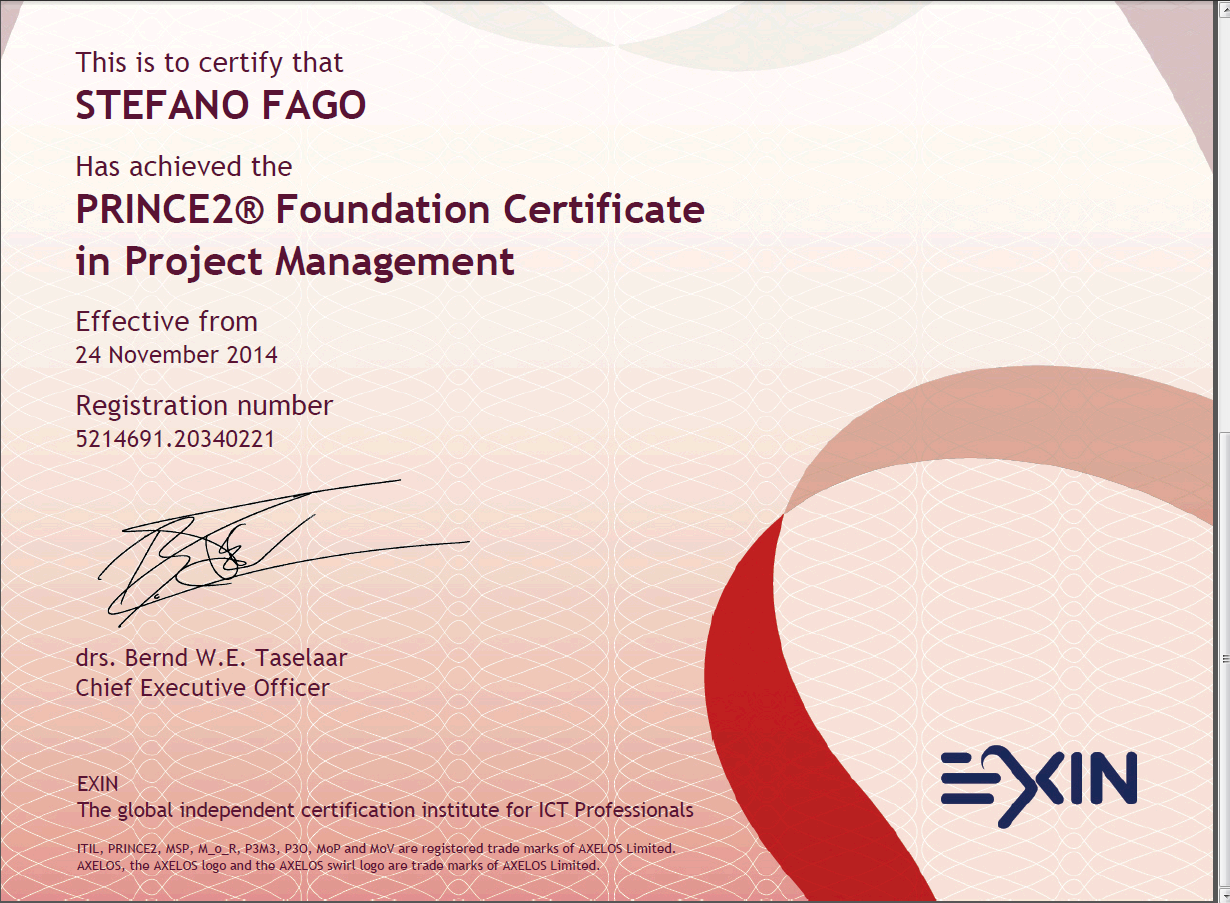 This is to certify that
STEFANO FAGO
Has achieved the
PRINCE2® Foundation Certificate
in Project Management
Effective from
24 November 2014
Registration number
5214691.20340221
drs. Bernd W.E. Taselaar
Chief Executive Officer
EXIN
The global independent certification institute for ICT Professionals
ITIL, PRINCE2, MSP, M_o_R, P3M3, P3O, MoP and MoV are registered trade marks of AXELOS Limited.
AXELOS, the AXELOS logo and the AXELOS swirl logo are trade marks of AXELOS Limited.
EXIN